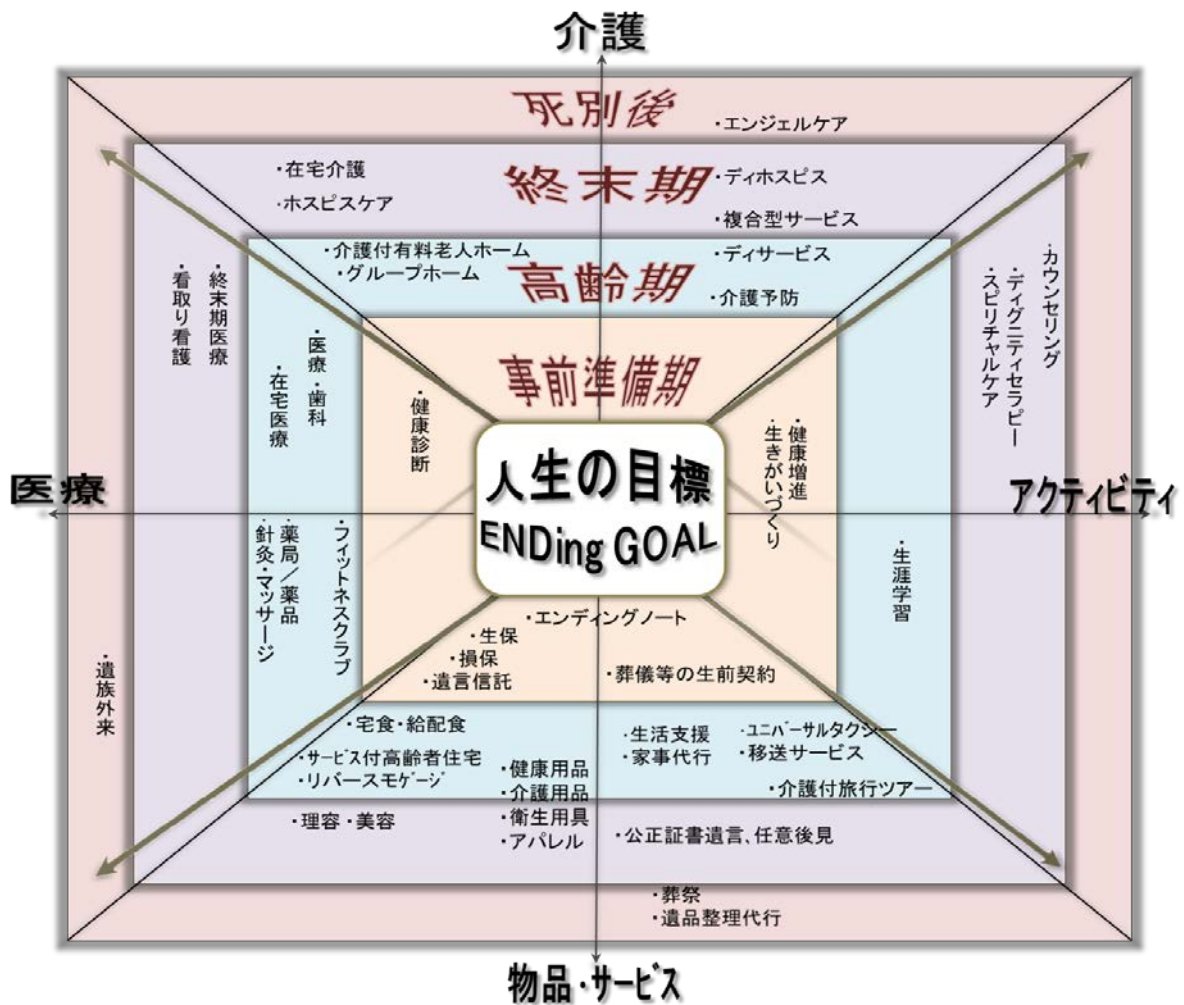 介護
死別後
・エンジェルケア
・在宅介護
・ホスピスケア
終末期
・ディホスピス
・複合型サービス
・介護付有料老人ホーム
・グループホーム
高齢期
・ディサービス
・介護予防
・終末期医療
・看取り看護
・医療・歯科
・在宅医療
・健康診断
事前準備期
・健康増進
・生きがいづくり
・カウンセリング
・ディグニティセラピー
・スピリチャルケア
医療
人生の目標
ENDing GOAL
アクティビティ
・フィットネスクラブ
・薬局／薬品
・針灸・マッサージ
・生涯学習
・遺族外来
・エンディングノート
・生保
・損保
・遺言信託
・葬儀等の生前契約
・宅食・給配食
・サービス付高齢者住宅
・リバースモゲージ
・生活支援
・家事代行
・ユニバーサルタクシー
・移送サービス
・健康用品
・介護用品
・衛生用具
・アパレル
・介護付旅行ツアー
・理容・美容
・公正証書遺言、任意後見
・葬祭
・遺品整理代行
物品・サービス